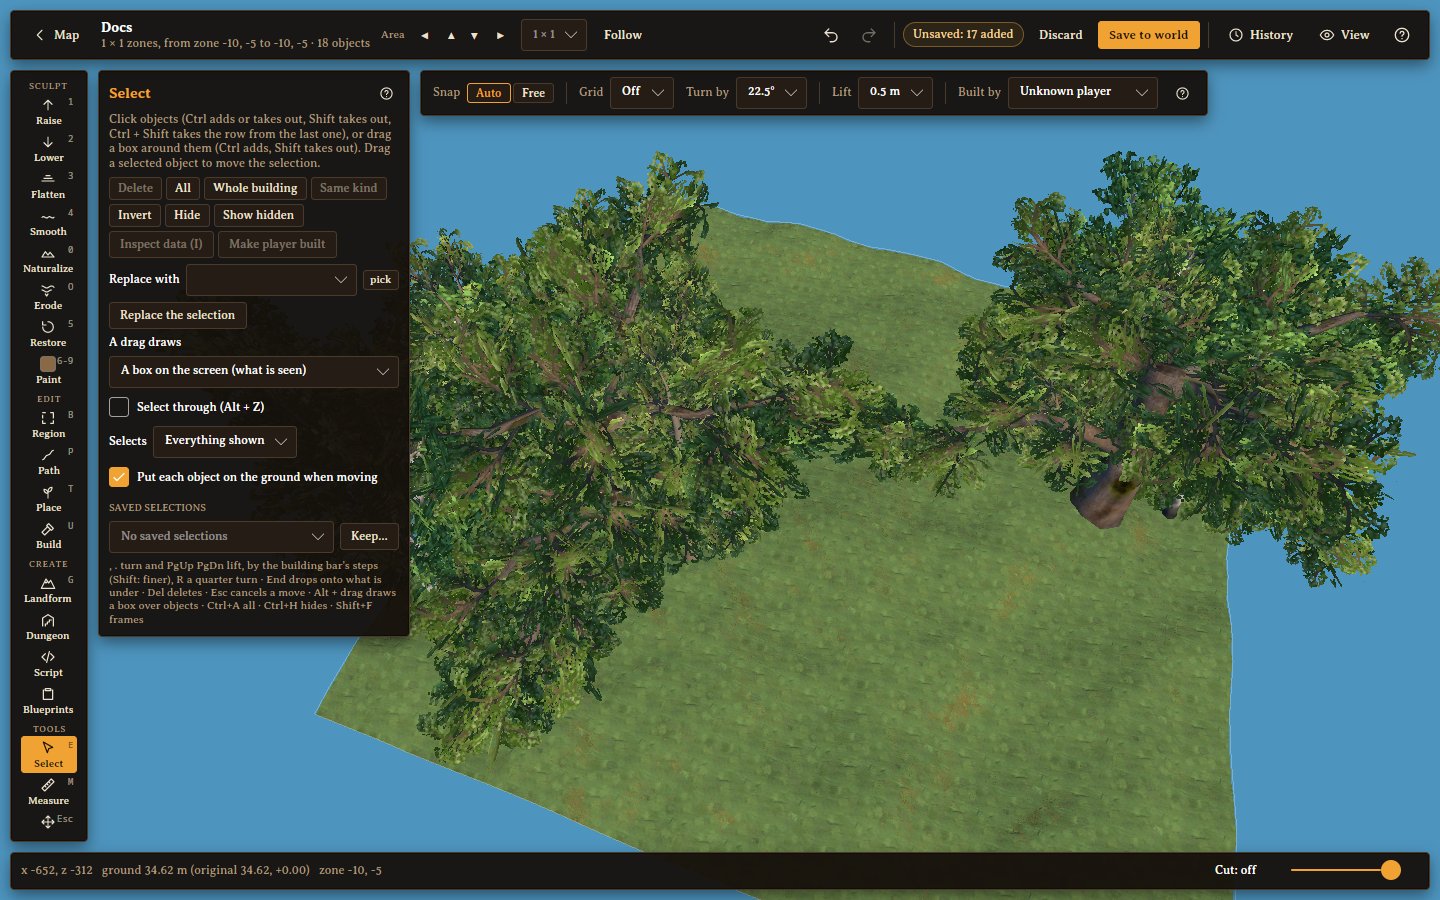 Map
Docs
1 × 1 zones, from zone -10, -5 to -10, -5 · 18 objects
Area
1 × 1
Follow
Unsaved: 17 added
Discard
Save to world
History
View
SCULPT
Raise 1
Lower 2
Flatten 3
Smooth 4
Naturalize 0
Erode O
Restore 5
Paint 6-9
EDIT
Region B
Path P
Place T
Build U
CREATE
Landform G
Dungeon
Script
Blueprints
TOOLS
Select E
Measure M
Esc
Select
Click objects (Ctrl adds or takes out, Shift takes out,
Ctrl + Shift takes the row from the last one), or drag
a box around them (Ctrl adds, Shift takes out). Drag
a selected object to move the selection.
Delete All Whole building Same kind
Invert Hide Show hidden
Inspect data (I) Make player built
Replace with pick
Replace the selection
A drag draws
A box on the screen (what is seen)
Select through (Alt + Z)
Selects Everything shown
Put each object on the ground when moving
SAVED SELECTIONS
No saved selections Keep...
, . turn and PgUp PgDn lift, by the building bar's steps
(Shift: finer), R a quarter turn · End drops onto what is
under · Del deletes · Esc cancels a move · Alt + drag draws
a box over objects · Ctrl+A all · Ctrl+H hides · Shift+F
frames
Snap Auto Free Grid Off Turn by 22.5° Lift 0.5 m Built by Unknown player
x -652, z -312 ground 34.62 m (original 34.62, +0.00) zone -10, -5
Cut: off